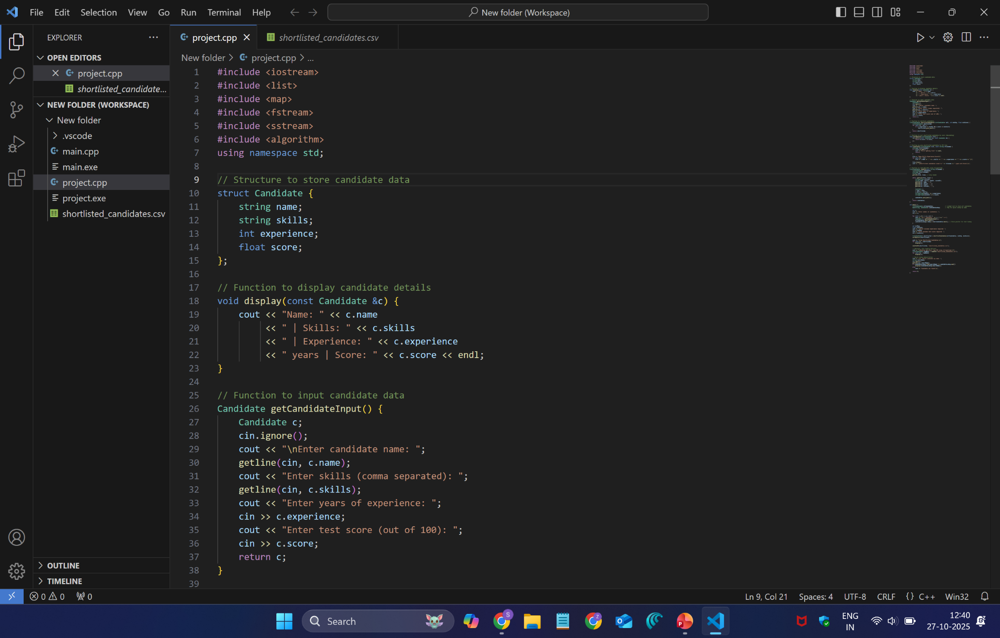 File Edit Selection View Go Run Terminal Help
New folder (Workspace)
EXPLORER
OPEN EDITORS
project.cpp
shortlisted_candidate...
NEW FOLDER (WORKSPACE)
New folder
.vscode
main.cpp
main.exe
project.cpp
project.exe
shortlisted_candidates.csv
OUTLINE
TIMELINE
project.cpp
shortlisted_candidates.csv
New folder > project.cpp > ...
1 #include <iostream>
2 #include <list>
3 #include <map>
4 #include <fstream>
5 #include <sstream>
6 #include <algorithm>
7 using namespace std;
8
9 // Structure to store candidate data
10 struct Candidate {
11     string name;
12     string skills;
13     int experience;
14     float score;
15 };
16
17 // Function to display candidate details
18 void display(const Candidate &c) {
19     cout << "Name: " << c.name
20          << " | Skills: " << c.skills
21          << " | Experience: " << c.experience
22          << " years | Score: " << c.score << endl;
23 }
24
25 // Function to input candidate data
26 Candidate getCandidateInput() {
27     Candidate c;
28     cin.ignore();
29     cout << "\nEnter candidate name: ";
30     getline(cin, c.name);
31     cout << "Enter skills (comma separated): ";
32     getline(cin, c.skills);
33     cout << "Enter years of experience: ";
34     cin >> c.experience;
35     cout << "Enter test score (out of 100): ";
36     cin >> c.score;
37     return c;
38 }
39
0 0 0
Ln 9, Col 21 Spaces: 4 UTF-8 CRLF {} C++ Win32
Search
S
Z
ENG
IN
12:40
27-10-2025